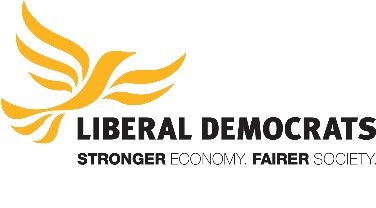 LIBERAL DEMOCRATS
STRONGER ECONOMY. FAIRER SOCIETY.